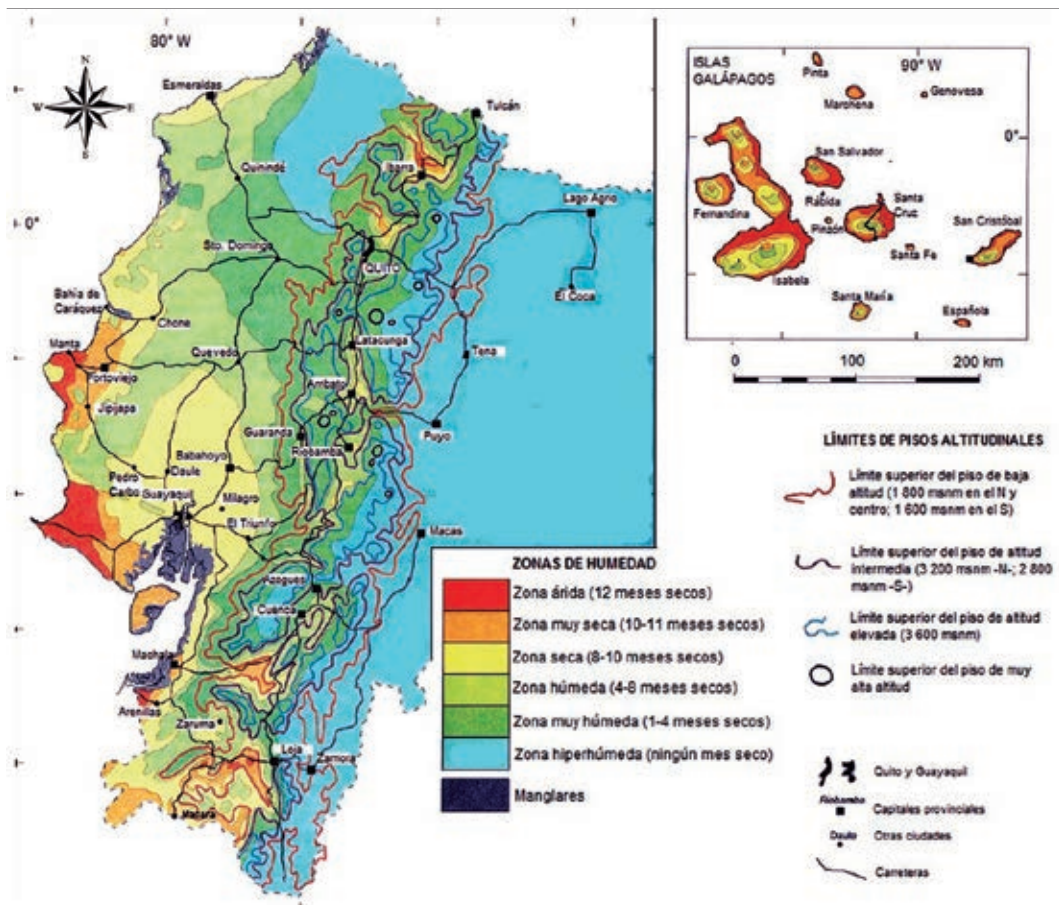 80° W
N
W
E
S
Esmeraldas
Tulcán
Ibarra
Quinindé
Lago Agrio
0°
Sto. Domingo
QUITO
El Coca
Bahía de
Caráquez
Chone
Latacunga
Tena
Manta
Quevedo
Portoviejo
Ambato
Jipijapa
Puyo
Guaranda
Riobamba
Babahoyo
Pedro
Carbo
Daule
Guayaquil
Milagro
El Triunfo
Macas
Azogues
Cuenca
Machala
Arenillas
Zaruma
Loja
Zamora
Macará
ISLAS
GALÁPAGOS
90° W
Pinta
Marchena
Genovesa
0°
San Salvador
Rábida
Santa
Cruz
Fernandina
Pinzón
San Cristóbal
Santa Fe
Isabela
Santa María
Española
0
100
200 km
ZONAS DE HUMEDAD
Zona árida (12 meses secos)
Zona muy seca (10-11 meses secos)
Zona seca (8-10 meses secos)
Zona húmeda (4-8 meses secos)
Zona muy húmeda (1-4 meses secos)
Zona hiperhúmeda (ningún mes seco)
Manglares
LÍMITES DE PISOS ALTITUDINALES
Límite superior del piso de baja
altitud (1 800 msnm en el N y
centro; 1 600 msnm en el S)
Límite superior del piso de altitud
intermedia (3 200 msnm -N-; 2 800
msnm -S-)
Límite superior del piso de altitud
elevada (3 600 msnm)
Límite superior del piso de muy
alta altitud
Quito y Guayaquil
Riobamba
Capitales provinciales
Daule
Otras ciudades
Carreteras